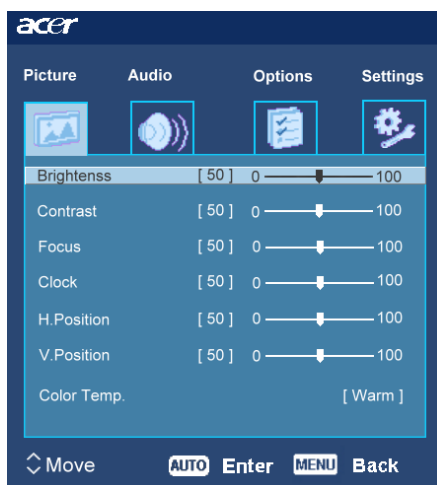 acer
Picture Audio Options Settings
Brightenss [ 50 ] 0 100
Contrast [ 50 ] 0 100
Focus [ 50 ] 0 100
Clock [ 50 ] 0 100
H.Position [ 50 ] 0 100
V.Position [ 50 ] 0 100
Color Temp. [ Warm ]
Move AUTO Enter MENU Back